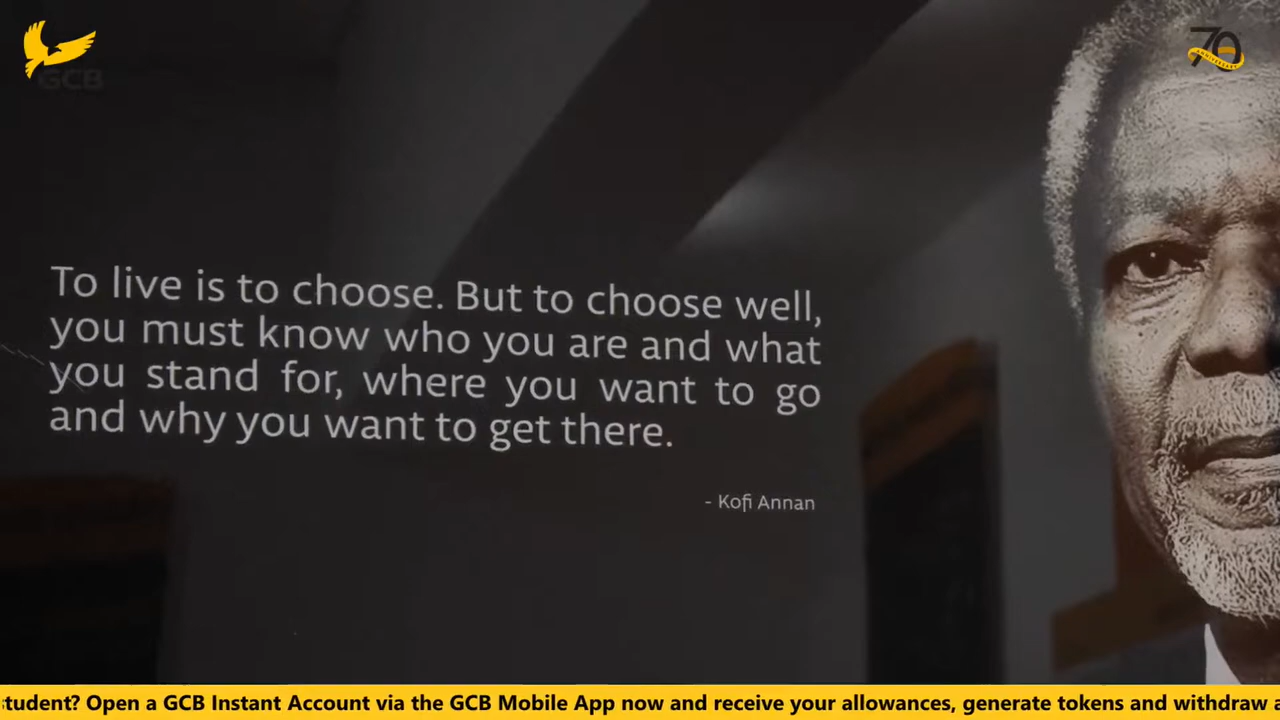 GCB
70
ANNIVERSARY
To live is to choose. But to choose well,
you must know who you are and what
you stand for, where you want to go
and why you want to get there.
- Kofi Annan
tudent? Open a GCB Instant Account via the GCB Mobile App now and receive your allowances, generate tokens and withdraw